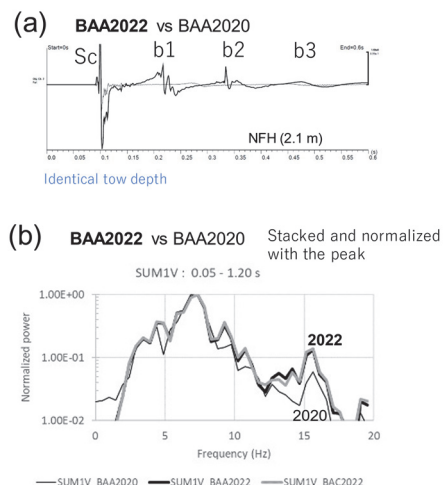 (a) BAA2022 vs BAA2020
Start=0s
End=0.6s
Sc b1 b2 b3
NFH (2.1 m)
0.0 0.05 0.1 0.15 0.2 0.25 0.3 0.35 0.4 0.45 0.5 0.55 0.6
(s)
Identical tow depth
(b) BAA2022 vs BAA2020
Stacked and normalized
with the peak
SUM1V : 0.05 - 1.20 s
Normalized power
1.00E+00
1.00E-01
1.00E-02
2022
2020
0 5 10 15 20
Frequency (Hz)
SUM1V_BAA2020 SUM1V_BAA2022 SUM1V_BAC2022